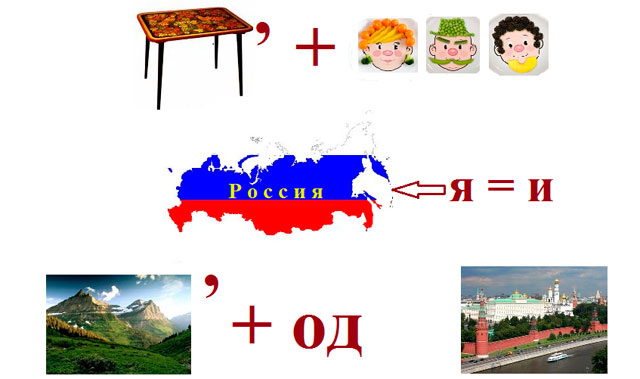 , +
Россия я = и
, + од